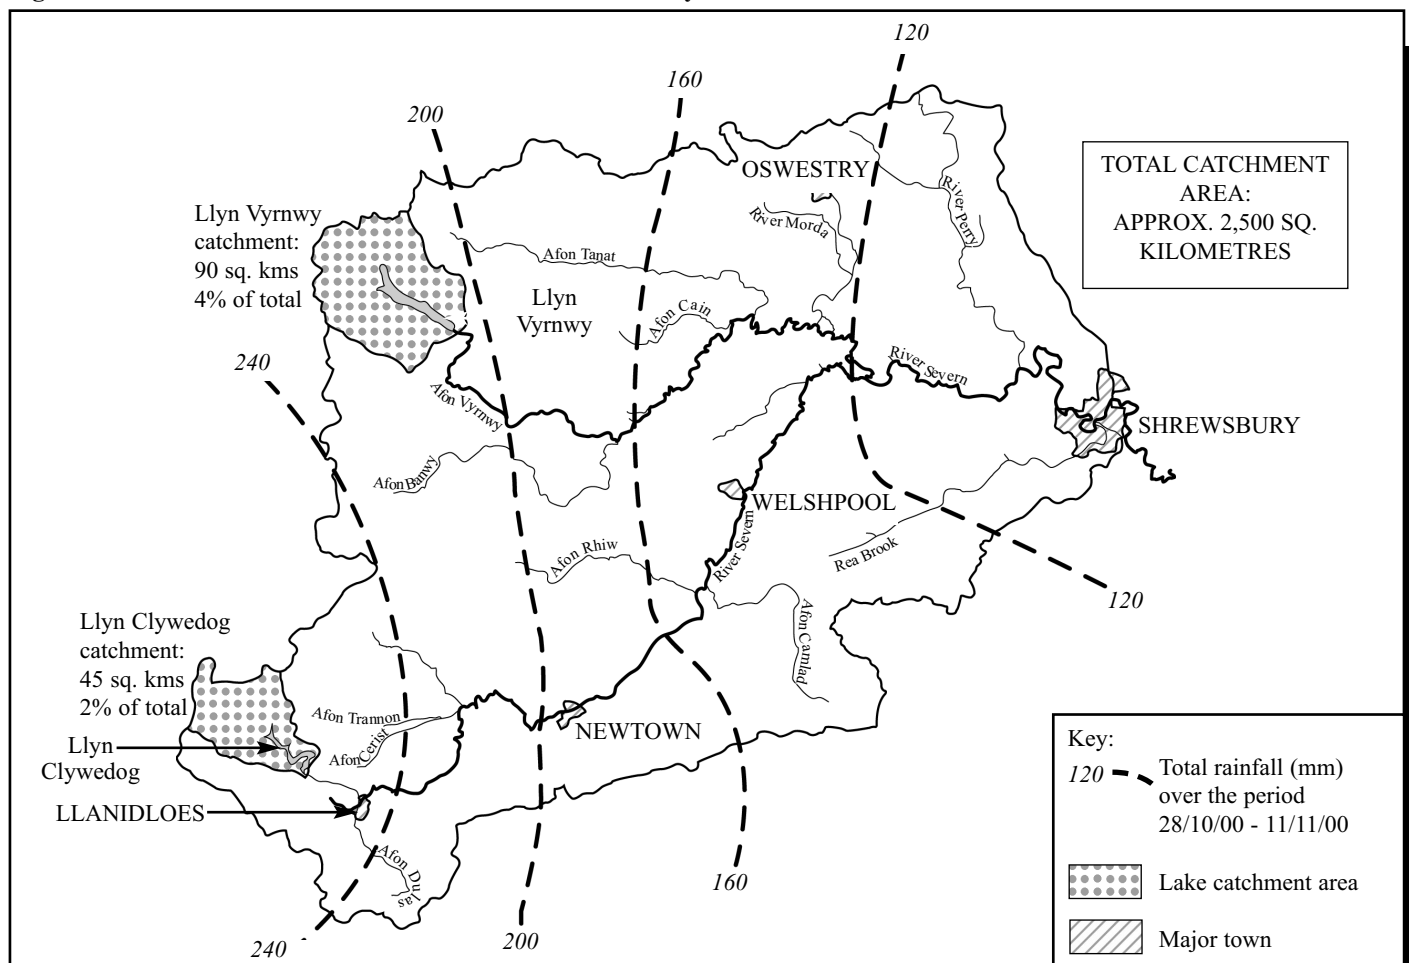 120
160
200
OSWESTRY
TOTAL CATCHMENT
AREA:
APPROX. 2,500 SQ.
KILOMETRES
River Perry
River Morda
Llyn Vyrnwy
catchment:
90 sq. kms
4% of total
Afon Tanat
Llyn
Vyrnwy
Afon Cain
240
River Severn
Afon Vyrnwy
SHREWSBURY
Afon Banwy
WELSHPOOL
River Severn
Afon Rhiw
Rea Brook
120
Afon Camlad
Llyn Clywedog
catchment:
45 sq. kms
2% of total
Afon Trannon
Afon Cerist
NEWTOWN
Llyn
Clywedog
LLANIDLOES
Afon Dulas
160
200
240
Key:
120
Total rainfall (mm)
over the period
28/10/00 - 11/11/00
Lake catchment area
Major town